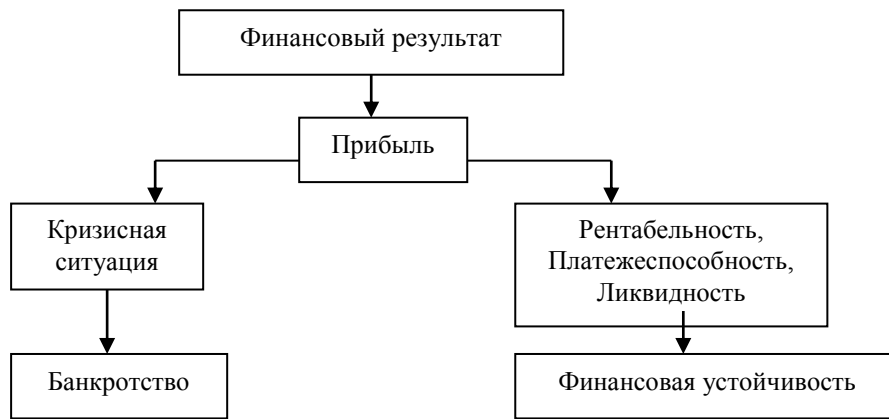 Финансовый результат
Прибыль
Кризисная
ситуация
Рентабельность,
Платежеспособность,
Ликвидность
Банкротство
Финансовая устойчивость